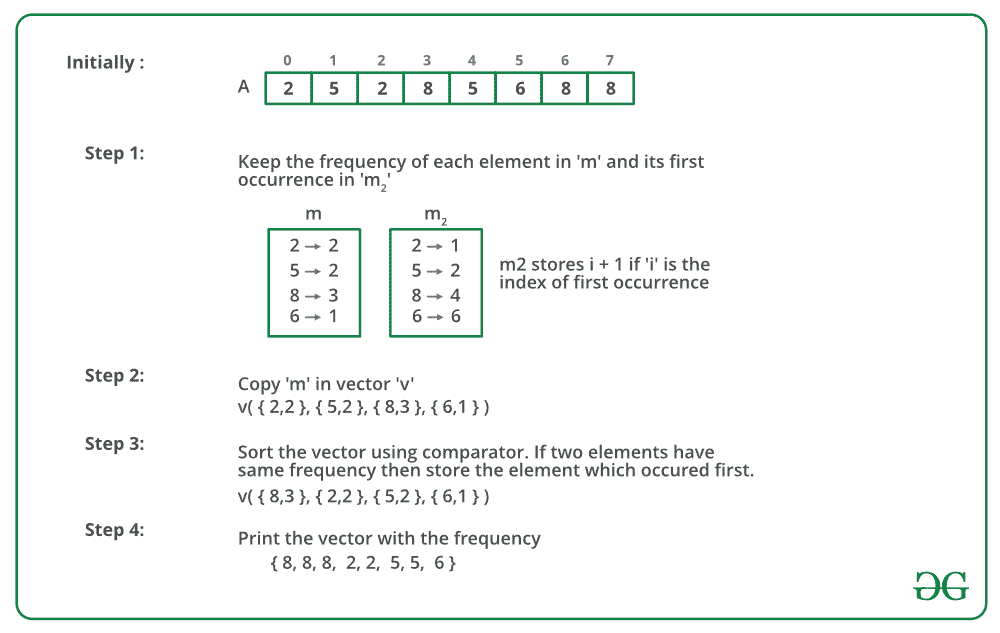 Initially :
0 1 2 3 4 5 6 7
A 2 5 2 8 5 6 8 8
Step 1:
Keep the frequency of each element in 'm' and its first
occurrence in 'm2'
m m2
2 → 2 2 → 1
5 → 2 5 → 2
8 → 3 8 → 4
6 → 1 6 → 6
m2 stores i + 1 if 'i' is the
index of first occurrence
Step 2:
Copy 'm' in vector 'v'
v( { 2,2 }, { 5,2 }, { 8,3 }, { 6,1 } )
Step 3:
Sort the vector using comparator. If two elements have
same frequency then store the element which occured first.
v( { 8,3 }, { 2,2 }, { 5,2 }, { 6,1 } )
Step 4:
Print the vector with the frequency
{ 8, 8, 8, 2, 2, 5, 5, 6 }